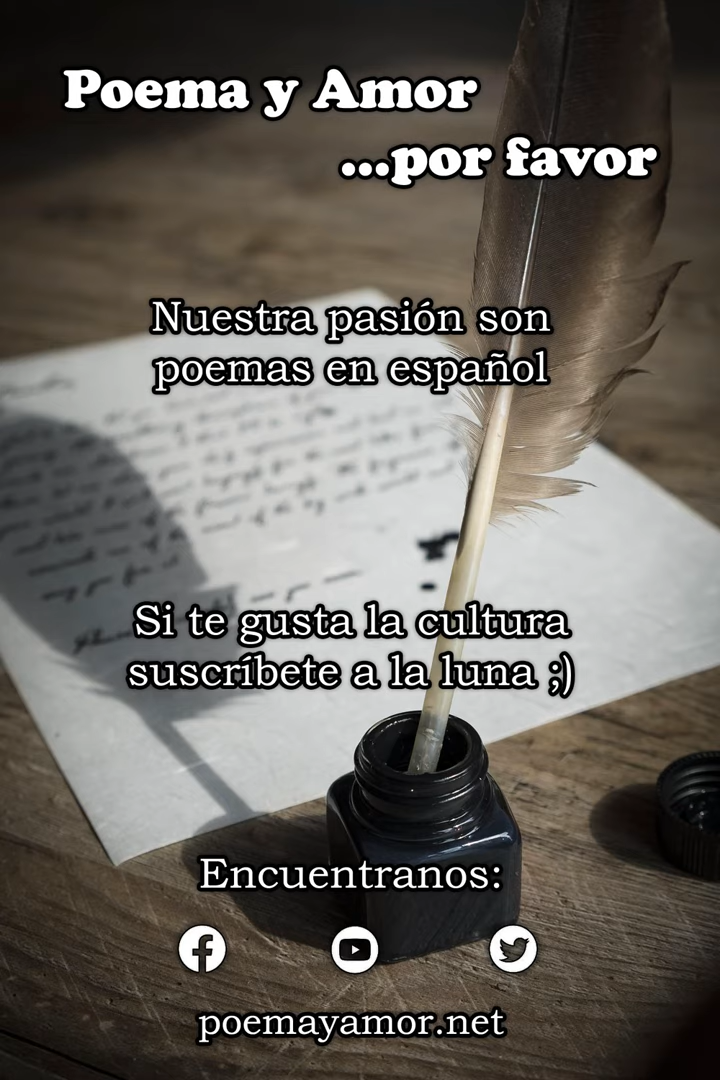 Poema y Amor
...por favor
Nuestra pasión son
poemas en español
Si te gusta la cultura
suscríbete a la luna ;)
Encuentranos:
poemayamor.net